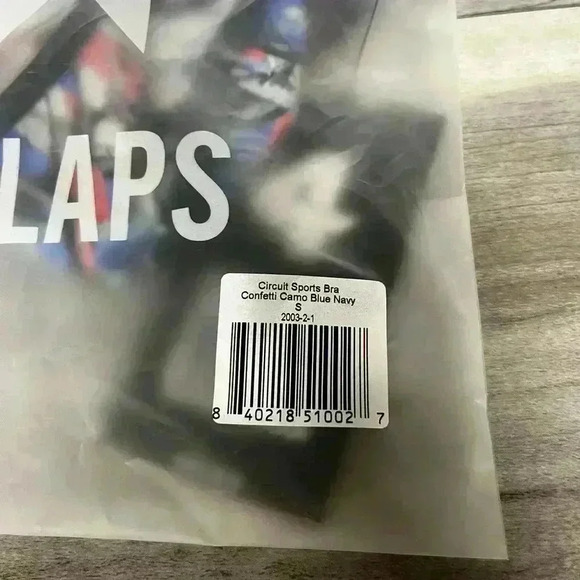 LAPS
Circuit Sports Bra
Confetti Camo Blue Navy
S
2003-2-1
8 40218 51002 7